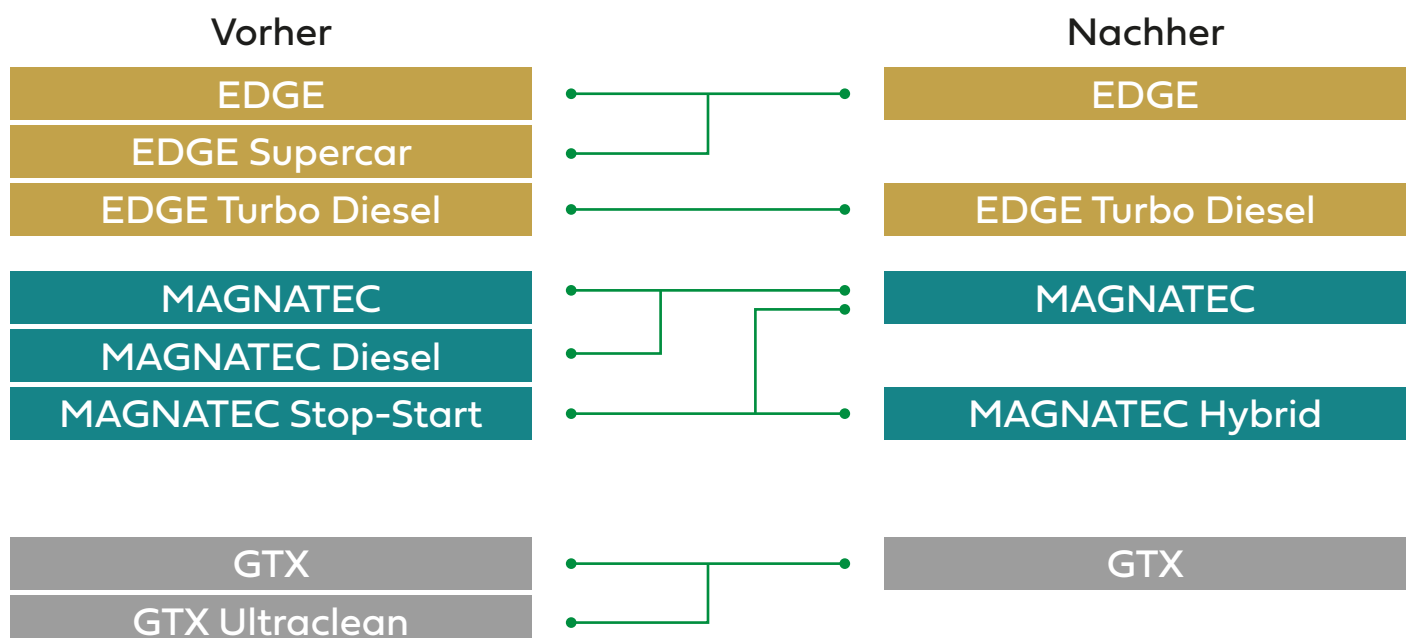 Vorher
Nachher
EDGE
EDGE
EDGE Supercar
EDGE Turbo Diesel
EDGE Turbo Diesel
MAGNATEC
MAGNATEC
MAGNATEC Diesel
MAGNATEC Stop-Start
MAGNATEC Hybrid
GTX
GTX
GTX Ultraclean